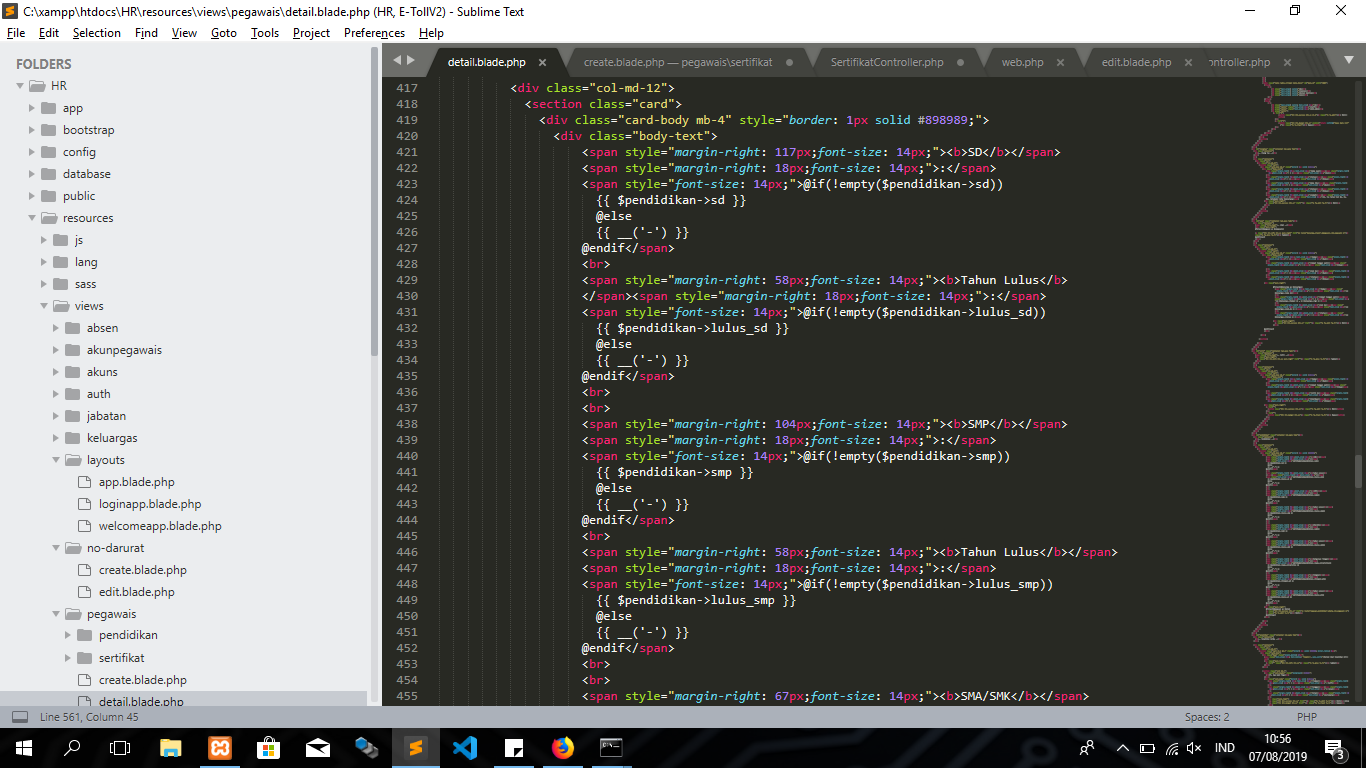 C:\xampp\htdocs\HR\resources\views\pegawais\detail.blade.php (HR, E-TollV2) - Sublime Text
File Edit Selection Find View Goto Tools Project Preferences Help
FOLDERS
HR
app
bootstrap
config
database
public
resources
js
lang
sass
views
absen
akunpegawais
akuns
auth
jabatan
keluargas
layouts
app.blade.php
loginapp.blade.php
welcomeapp.blade.php
no-darurat
create.blade.php
edit.blade.php
pegawais
pendidikan
sertifikat
create.blade.php
detail.blade.php
detail.blade.php create.blade.php — pegawais\sertifikat SertifikatController.php web.php edit.blade.php ontroller.php
417 <div class="col-md-12">
418 <section class="card">
419 <div class="card-body mb-4" style="border: 1px solid #898989;">
420 <div class="body-text">
421 <span style="margin-right: 117px;font-size: 14px;"><b>SD</b></span>
422 <span style="margin-right: 18px;font-size: 14px;">:</span>
423 <span style="font-size: 14px;">@if(!empty($pendidikan->sd))
424 {{ $pendidikan->sd }}
425 @else
426 {{ __('-') }}
427 @endif</span>
428 <br>
429 <span style="margin-right: 58px;font-size: 14px;"><b>Tahun Lulus</b>
430 </span><span style="margin-right: 18px;font-size: 14px;">:</span>
431 <span style="font-size: 14px;">@if(!empty($pendidikan->lulus_sd))
432 {{ $pendidikan->lulus_sd }}
433 @else
434 {{ __('-') }}
435 @endif</span>
436 <br>
437 <br>
438 <span style="margin-right: 104px;font-size: 14px;"><b>SMP</b></span>
439 <span style="margin-right: 18px;font-size: 14px;">:</span>
440 <span style="font-size: 14px;">@if(!empty($pendidikan->smp))
441 {{ $pendidikan->smp }}
442 @else
443 {{ __('-') }}
444 @endif</span>
445 <br>
446 <span style="margin-right: 58px;font-size: 14px;"><b>Tahun Lulus</b></span>
447 <span style="margin-right: 18px;font-size: 14px;">:</span>
448 <span style="font-size: 14px;">@if(!empty($pendidikan->lulus_smp))
449 {{ $pendidikan->lulus_smp }}
450 @else
451 {{ __('-') }}
452 @endif</span>
453 <br>
454 <br>
455 <span style="margin-right: 67px;font-size: 14px;"><b>SMA/SMK</b></span>
Line 561, Column 45 Spaces: 2 PHP
IND 10:56
07/08/2019 3